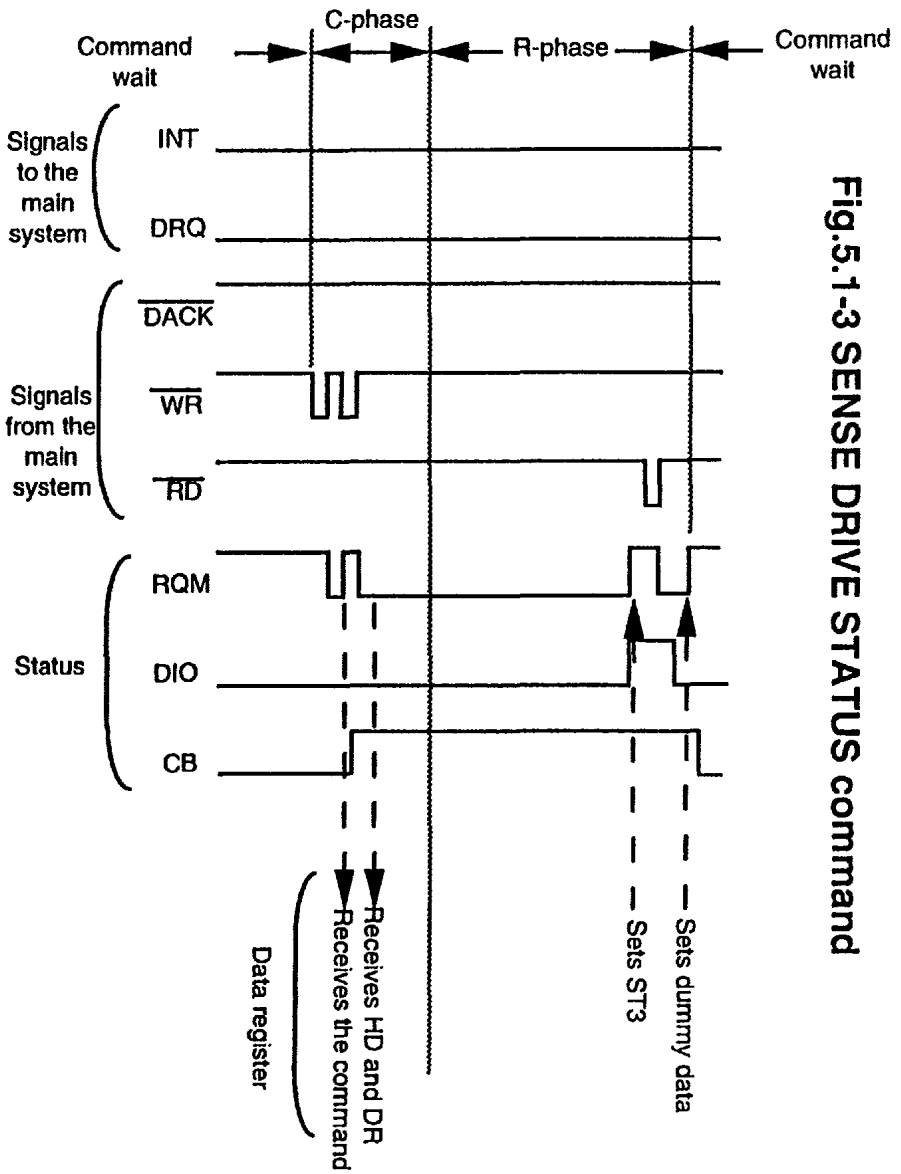 C-phase
Command
wait
R-phase
Command
wait
Signals
to the
main
system
INT
DRQ
Signals
from the
main
system
DACK
WR
RD
Status
RQM
DIO
CB
Data register
Receives the command
Receives HD and DR
Sets ST3
Sets dummy data
Fig.5.1-3 SENSE DRIVE STATUS command